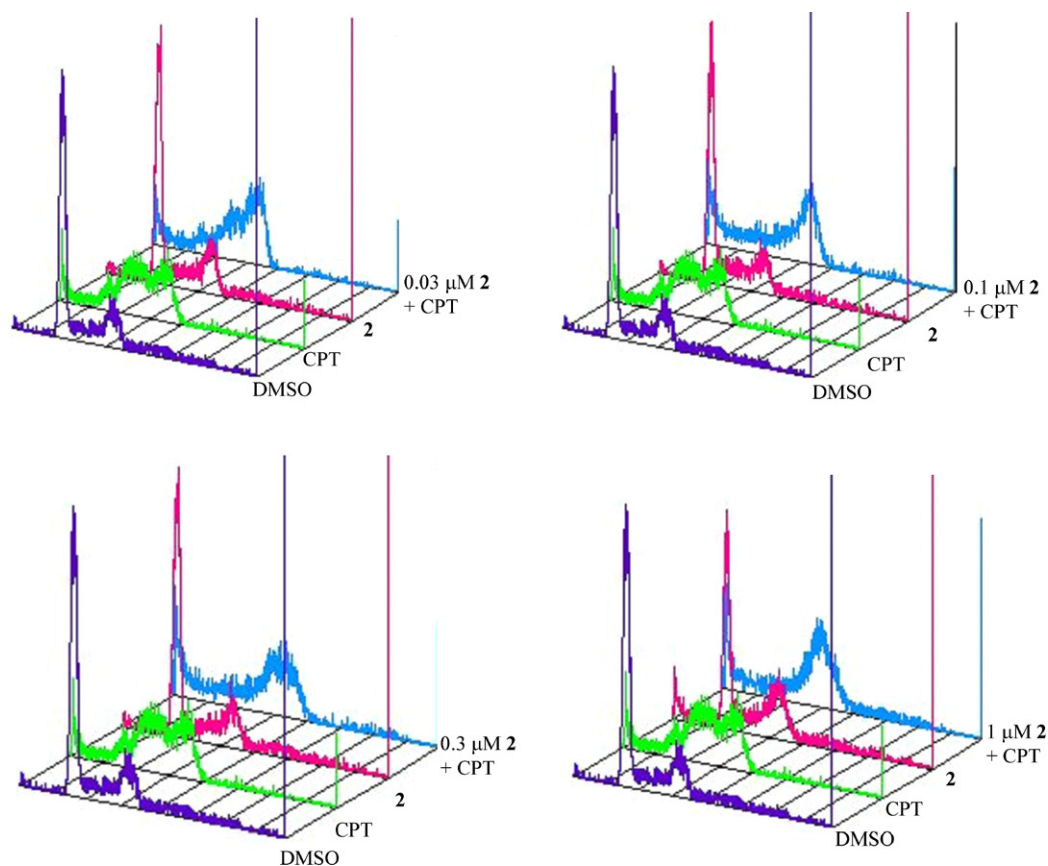 0.03 μM 2
+ CPT
2
CPT
DMSO
0.1 μM 2
+ CPT
2
CPT
DMSO
0.3 μM 2
+ CPT
2
CPT
DMSO
1 μM 2
+ CPT
2
CPT
DMSO